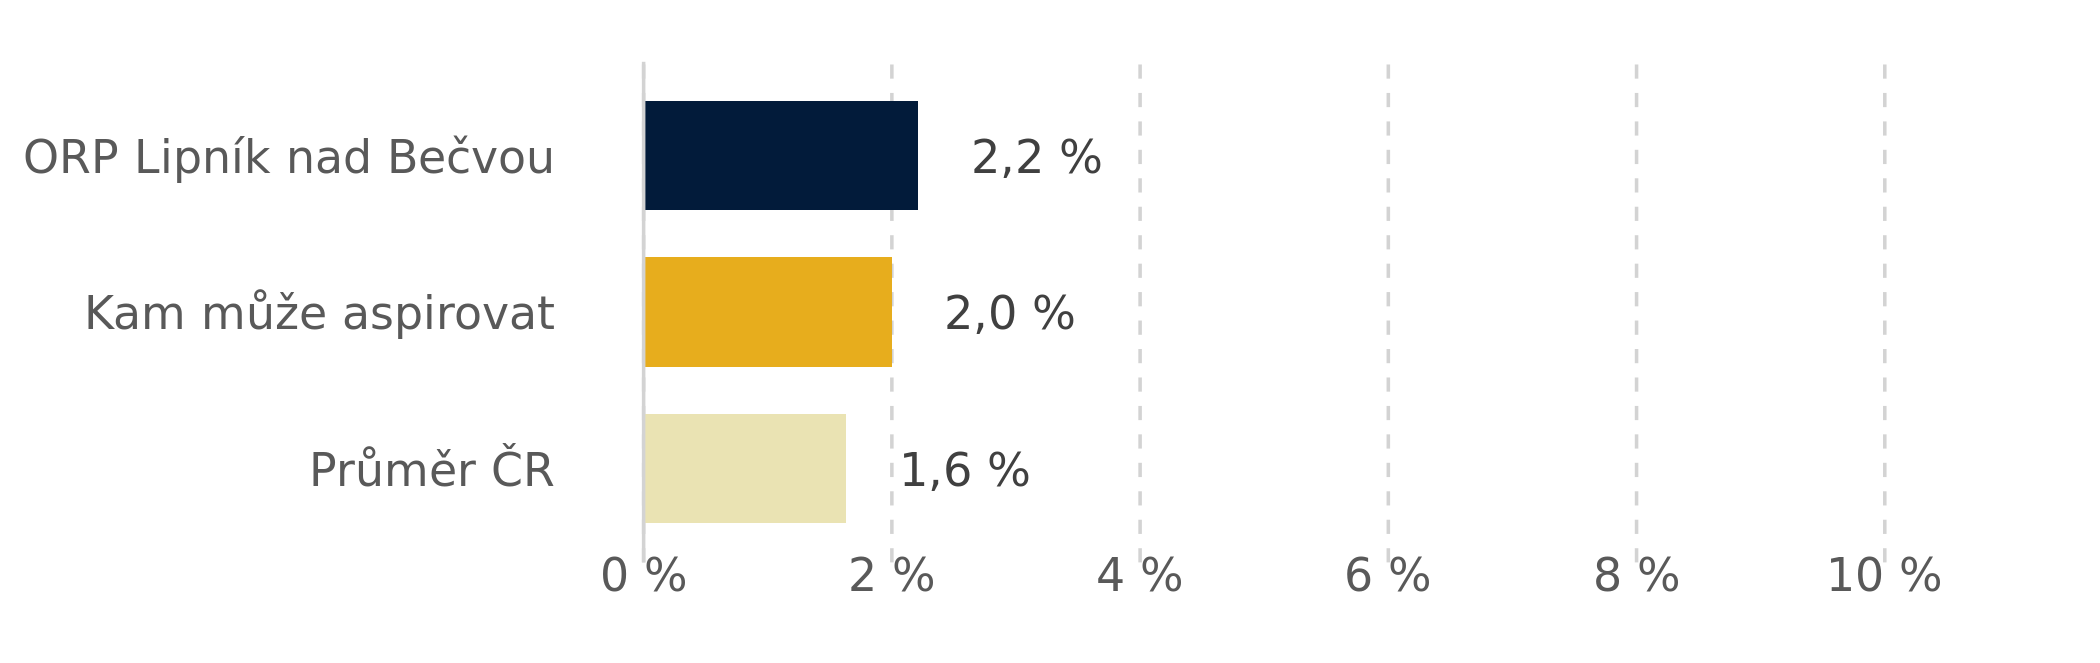 ORP Lipník nad Bečvou 2,2 %
Kam může aspirovat 2,0 %
Průměr ČR 1,6 %
0 % 2 % 4 % 6 % 8 % 10 %